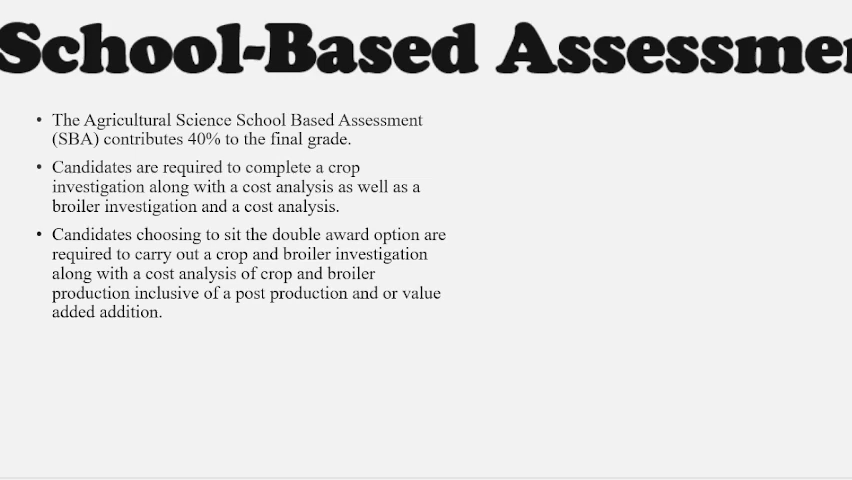 School-Based Assessmen
• The Agricultural Science School Based Assessment
(SBA) contributes 40% to the final grade.
• Candidates are required to complete a crop
investigation along with a cost analysis as well as a
broiler investigation and a cost analysis.
• Candidates choosing to sit the double award option are
required to carry out a crop and broiler investigation
along with a cost analysis of crop and broiler
production inclusive of a post production and or value
added addition.